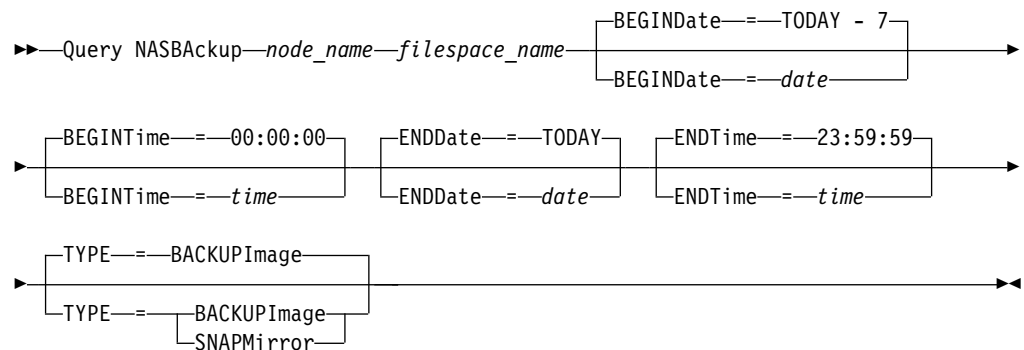 BEGINDate = TODAY - 7
Query NASBAckup node_name filespace_name
BEGINDate = date
BEGINTime = 00:00:00 ENDDate = TODAY ENDTime = 23:59:59
BEGINTime = time ENDDate = date ENDTime = time
TYPE = BACKUPImage
TYPE = BACKUPImage
SNAPMirror